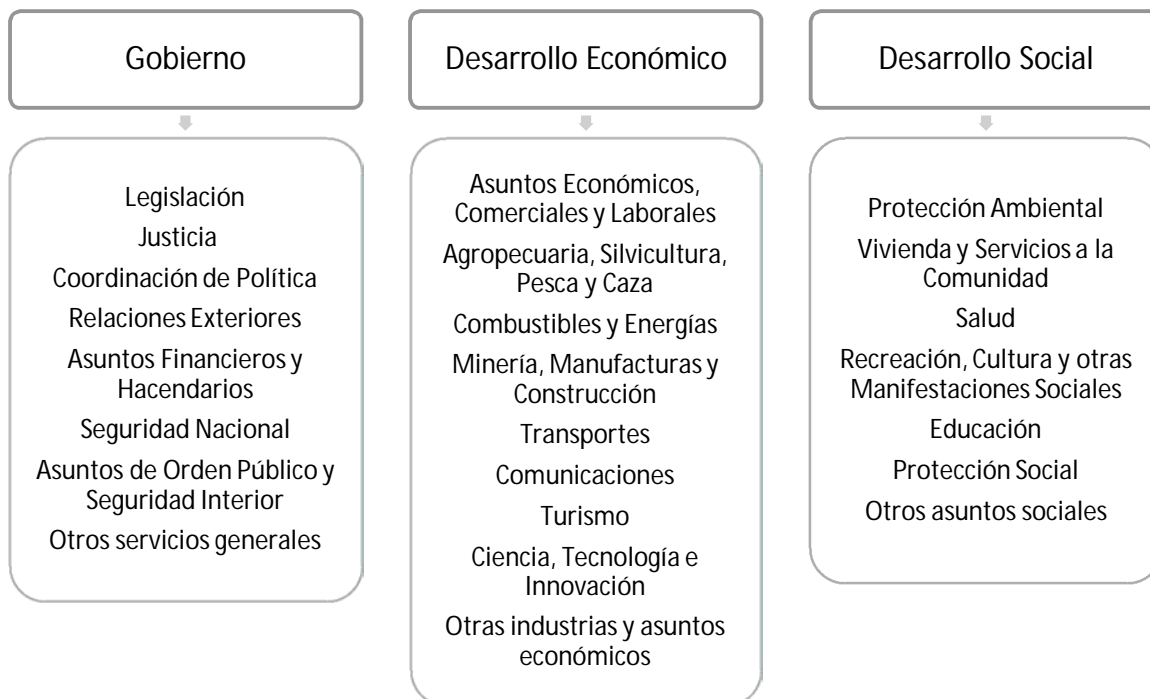 Gobierno
Legislación
Justicia
Coordinación de Política
Relaciones Exteriores
Asuntos Financieros y
Hacendarios
Seguridad Nacional
Asuntos de Orden Público y
Seguridad Interior
Otros servicios generales
Desarrollo Económico
Asuntos Económicos,
Comerciales y Laborales
Agropecuaria, Silvicultura,
Pesca y Caza
Combustibles y Energías
Minería, Manufacturas y
Construcción
Transportes
Comunicaciones
Turismo
Ciencia, Tecnología e
Innovación
Otras industrias y asuntos
económicos
Desarrollo Social
Protección Ambiental
Vivienda y Servicios a la
Comunidad
Salud
Recreación, Cultura y otras
Manifestaciones Sociales
Educación
Protección Social
Otros asuntos sociales